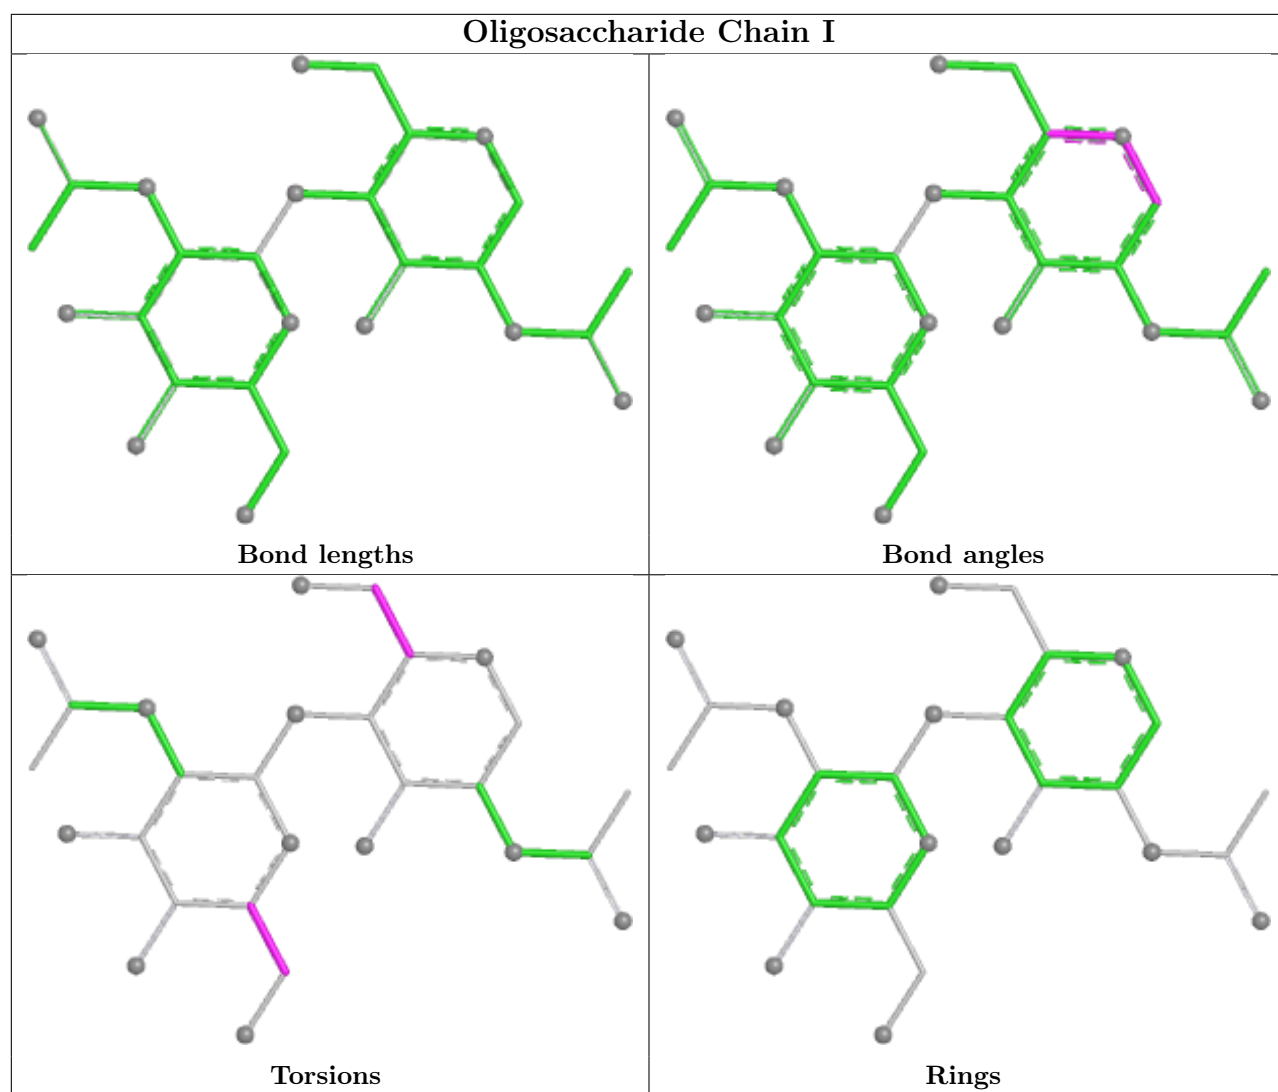 Oligosaccharide Chain I
Bond lengths
Bond angles
Torsions
Rings